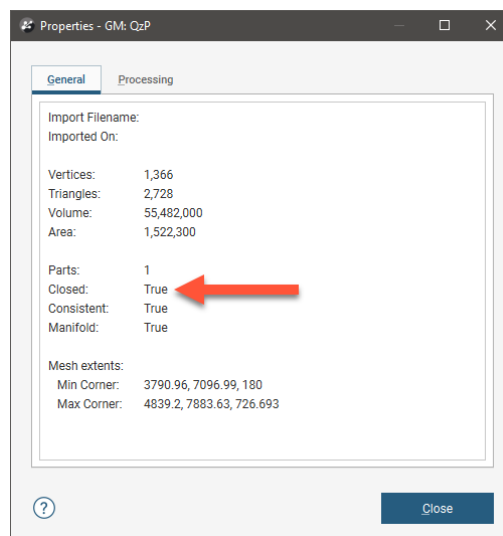 Properties - GM: QzP
General Processing
Import Filename:
Imported On:
Vertices: 1,366
Triangles: 2,728
Volume: 55,482,000
Area: 1,522,300
Parts: 1
Closed: True
Consistent: True
Manifold: True
Mesh extents:
Min Corner: 3790.96, 7096.99, 180
Max Corner: 4839.2, 7883.63, 726.693
? Close